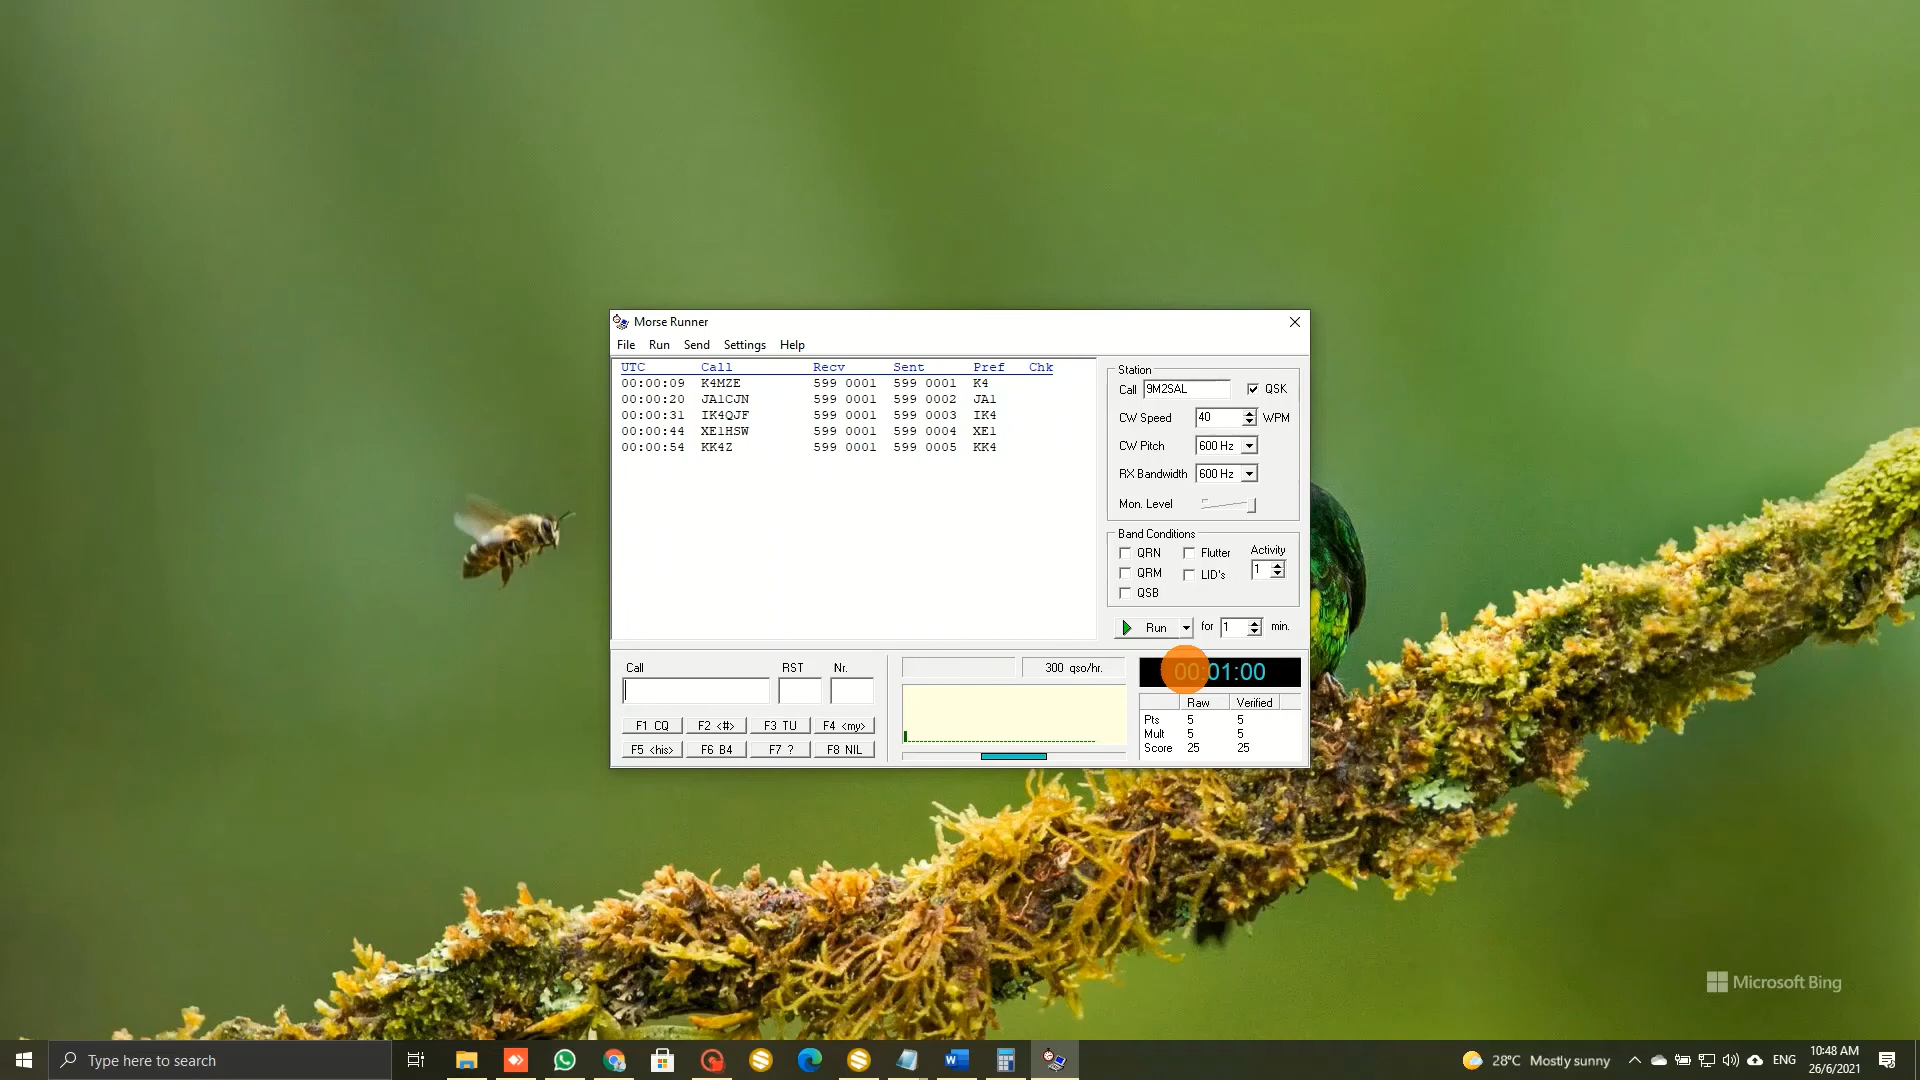 Morse Runner
File Run Send Settings Help
UTC Call Recv Sent Pref Chk
00:00:09 K4MZE 599 0001 599 0001 K4
00:00:20 JA1CJN 599 0001 599 0002 JA1
00:00:31 IK4QJF 599 0001 599 0003 IK4
00:00:44 XE1HSW 599 0001 599 0004 XE1
00:00:54 KK4Z 599 0001 599 0005 KK4
Station
Call 9M2SAL QSK
CW Speed 40 WPM
CW Pitch 600 Hz
RX Bandwidth 600 Hz
Mon. Level
Band Conditions
QRN Flutter Activity
QRM LID's 1
QSB
Run for 1 min.
Call RST Nr.
F1 CQ F2 <#> F3 TU F4 <my>
F5 <his> F6 B4 F7 ? F8 NIL
300 qso/hr.
00:01:00
Raw Verified
Pts 5 5
Mult 5 5
Score 25 25
Microsoft Bing
Type here to search
28°C Mostly sunny
ENG
10:48 AM
26/6/2021